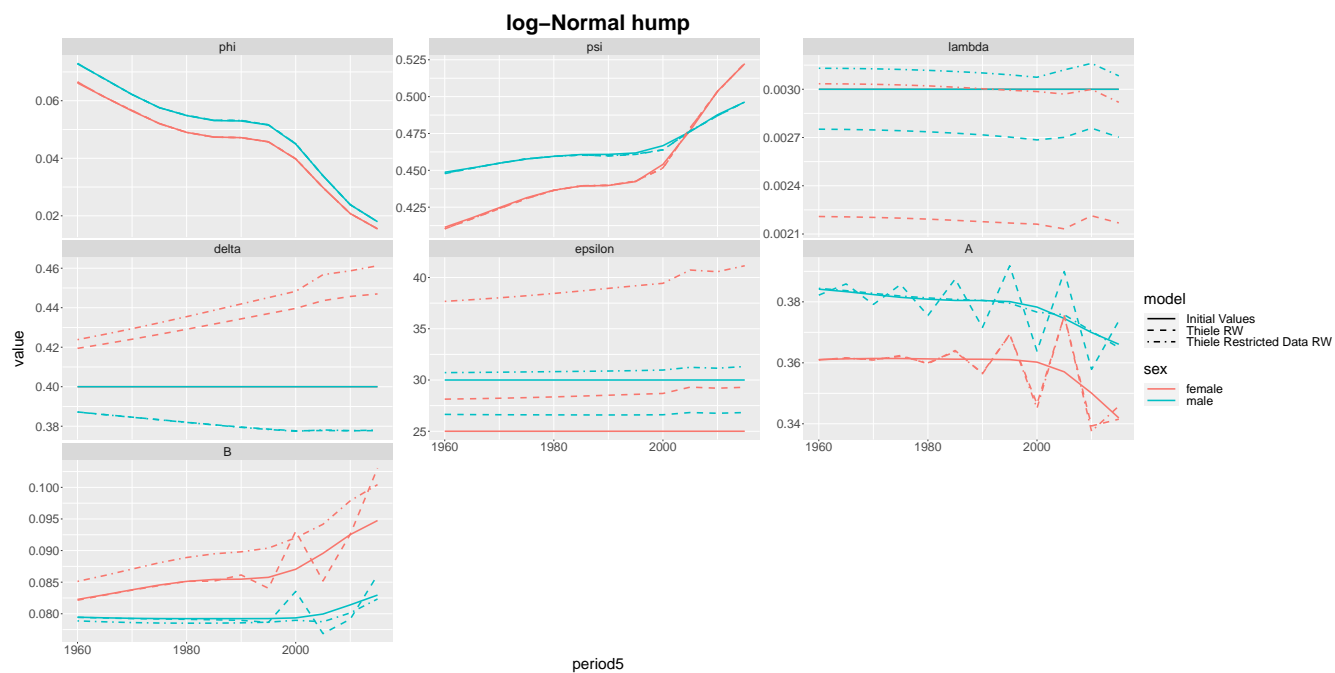 log−Normal hump
phi
psi
lambda
0.06
0.04
0.02
0.525
0.500
0.475
0.450
0.425
0.0030
0.0027
0.0024
0.0021
delta
epsilon
A
0.46
0.44
0.42
0.40
0.38
40
35
30
25
0.38
0.36
0.34
1960
1980
2000
1960
1980
2000
B
0.100
0.095
0.090
0.085
0.080
1960
1980
2000
value
period5
model
Initial Values
Thiele RW
Thiele Restricted Data RW
sex
female
male